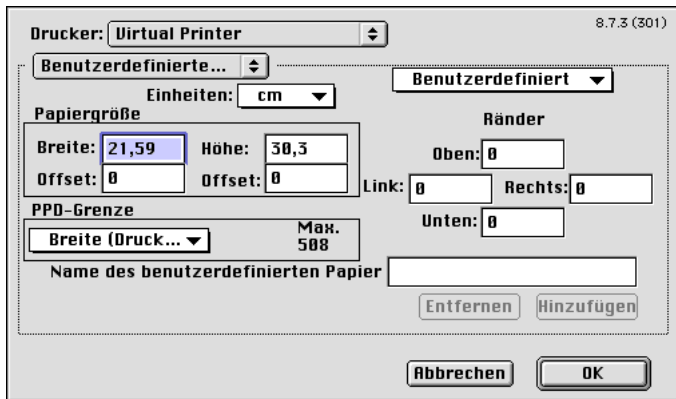 8.7.3 (301)
Drucker: Virtual Printer
Benutzerdefinierte...
Benutzerdefiniert
Einheiten: cm
Papiergröße
Ränder
Breite: 21,59 Höhe: 30,3
Oben: 0
Offset: 0 Offset: 0
Link: 0 Rechts: 0
PPD-Grenze
Unten: 0
Breite (Druck... Max. 508
Name des benutzerdefinierten Papier
Entfernen Hinzufügen
Abbrechen OK